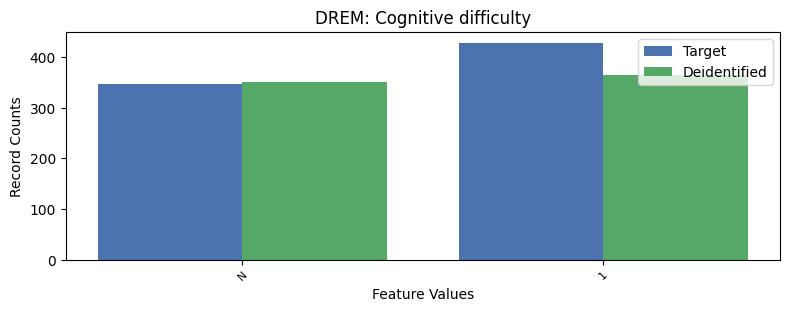 DREM: Cognitive difficulty
Target
Deidentified
Record Counts
400
300
200
100
0
N
1
Feature Values